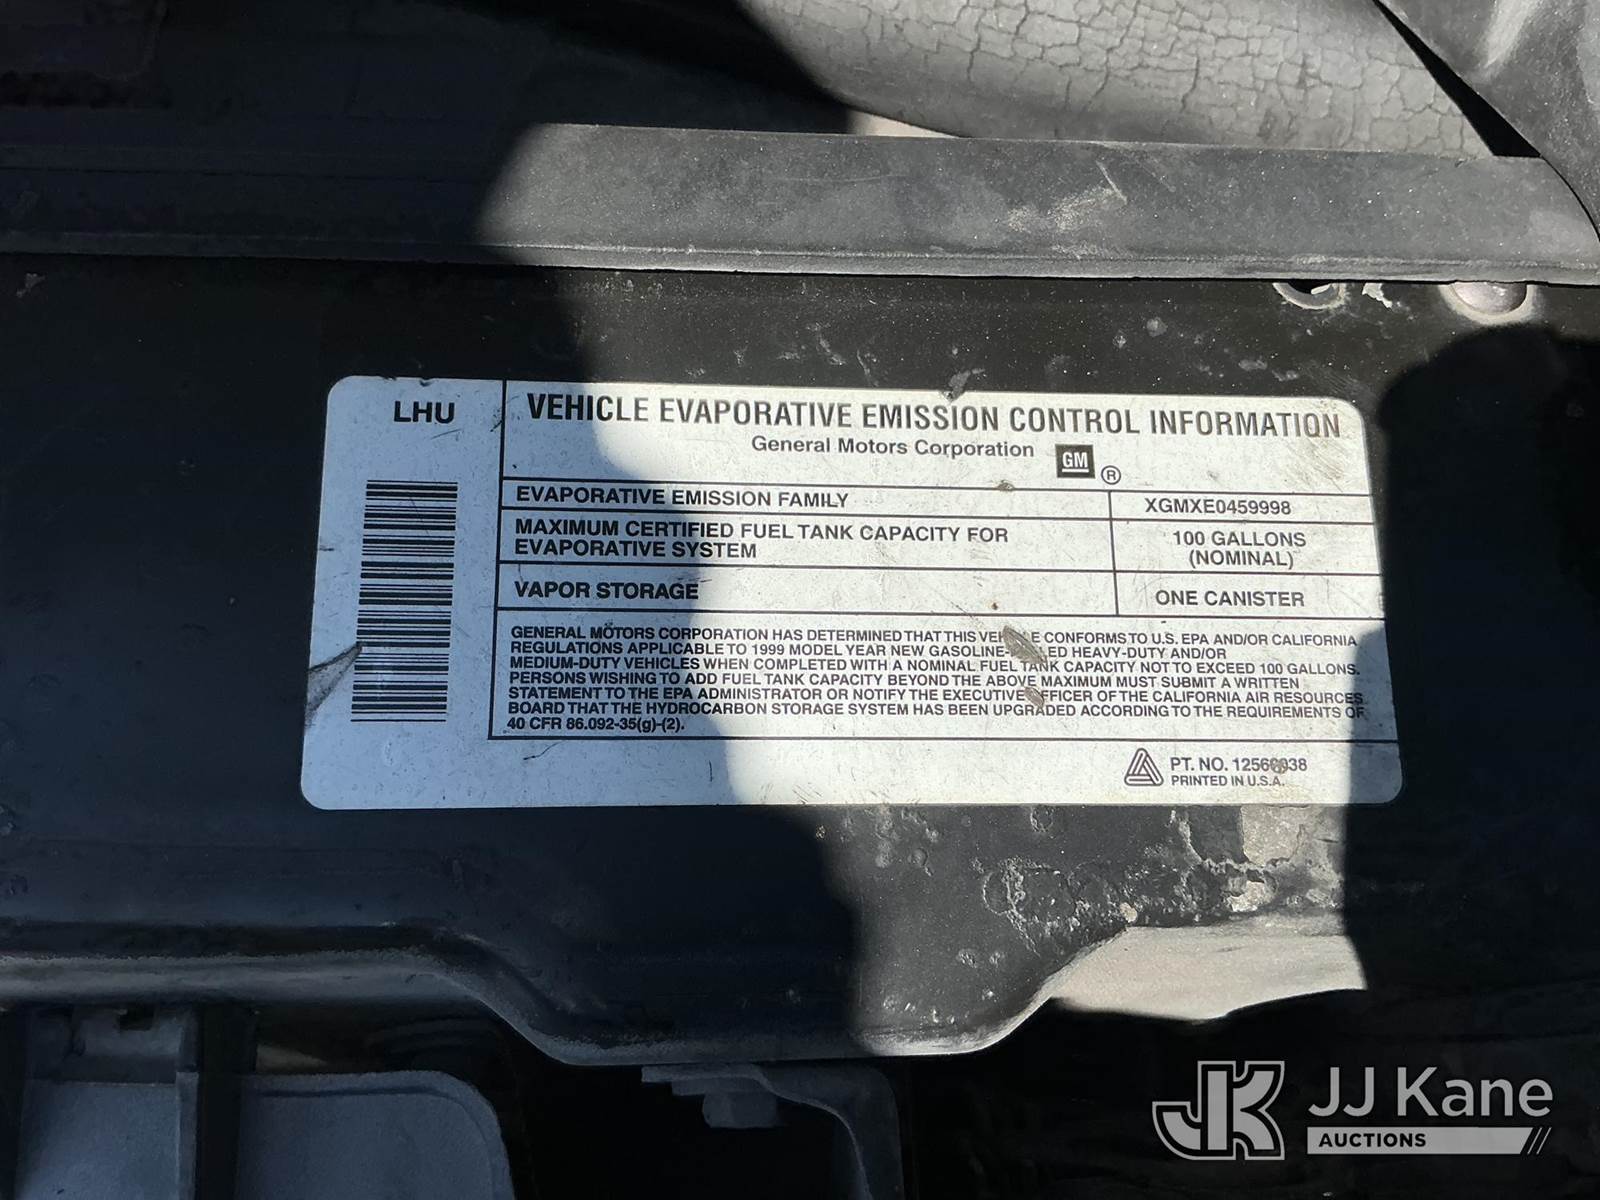 LHU
VEHICLE EVAPORATIVE EMISSION CONTROL INFORMATION
General Motors Corporation
GM ®
EVAPORATIVE EMISSION FAMILY XGMXE0459998
MAXIMUM CERTIFIED FUEL TANK CAPACITY FOR
EVAPORATIVE SYSTEM
100 GALLONS
(NOMINAL)
VAPOR STORAGE ONE CANISTER
GENERAL MOTORS CORPORATION HAS DETERMINED THAT THIS VEHICLE CONFORMS TO U.S. EPA AND/OR CALIFORNIA
REGULATIONS APPLICABLE TO 1999 MODEL YEAR NEW GASOLINE-FUELED HEAVY-DUTY AND/OR
MEDIUM-DUTY VEHICLES WHEN COMPLETED WITH A NOMINAL FUEL TANK CAPACITY NOT TO EXCEED 100 GALLONS.
PERSONS WISHING TO ADD FUEL TANK CAPACITY BEYOND THE ABOVE MAXIMUM MUST SUBMIT A WRITTEN
STATEMENT TO THE EPA ADMINISTRATOR OR NOTIFY THE EXECUTIVE OFFICER OF THE CALIFORNIA AIR RESOURCES
BOARD THAT THE HYDROCARBON STORAGE SYSTEM HAS BEEN UPGRADED ACCORDING TO THE REQUIREMENTS OF
40 CFR 86.092-35(g)-(2).
PT. NO.
PRINTED IN U.S.A.
JK JJ Kane
AUCTIONS